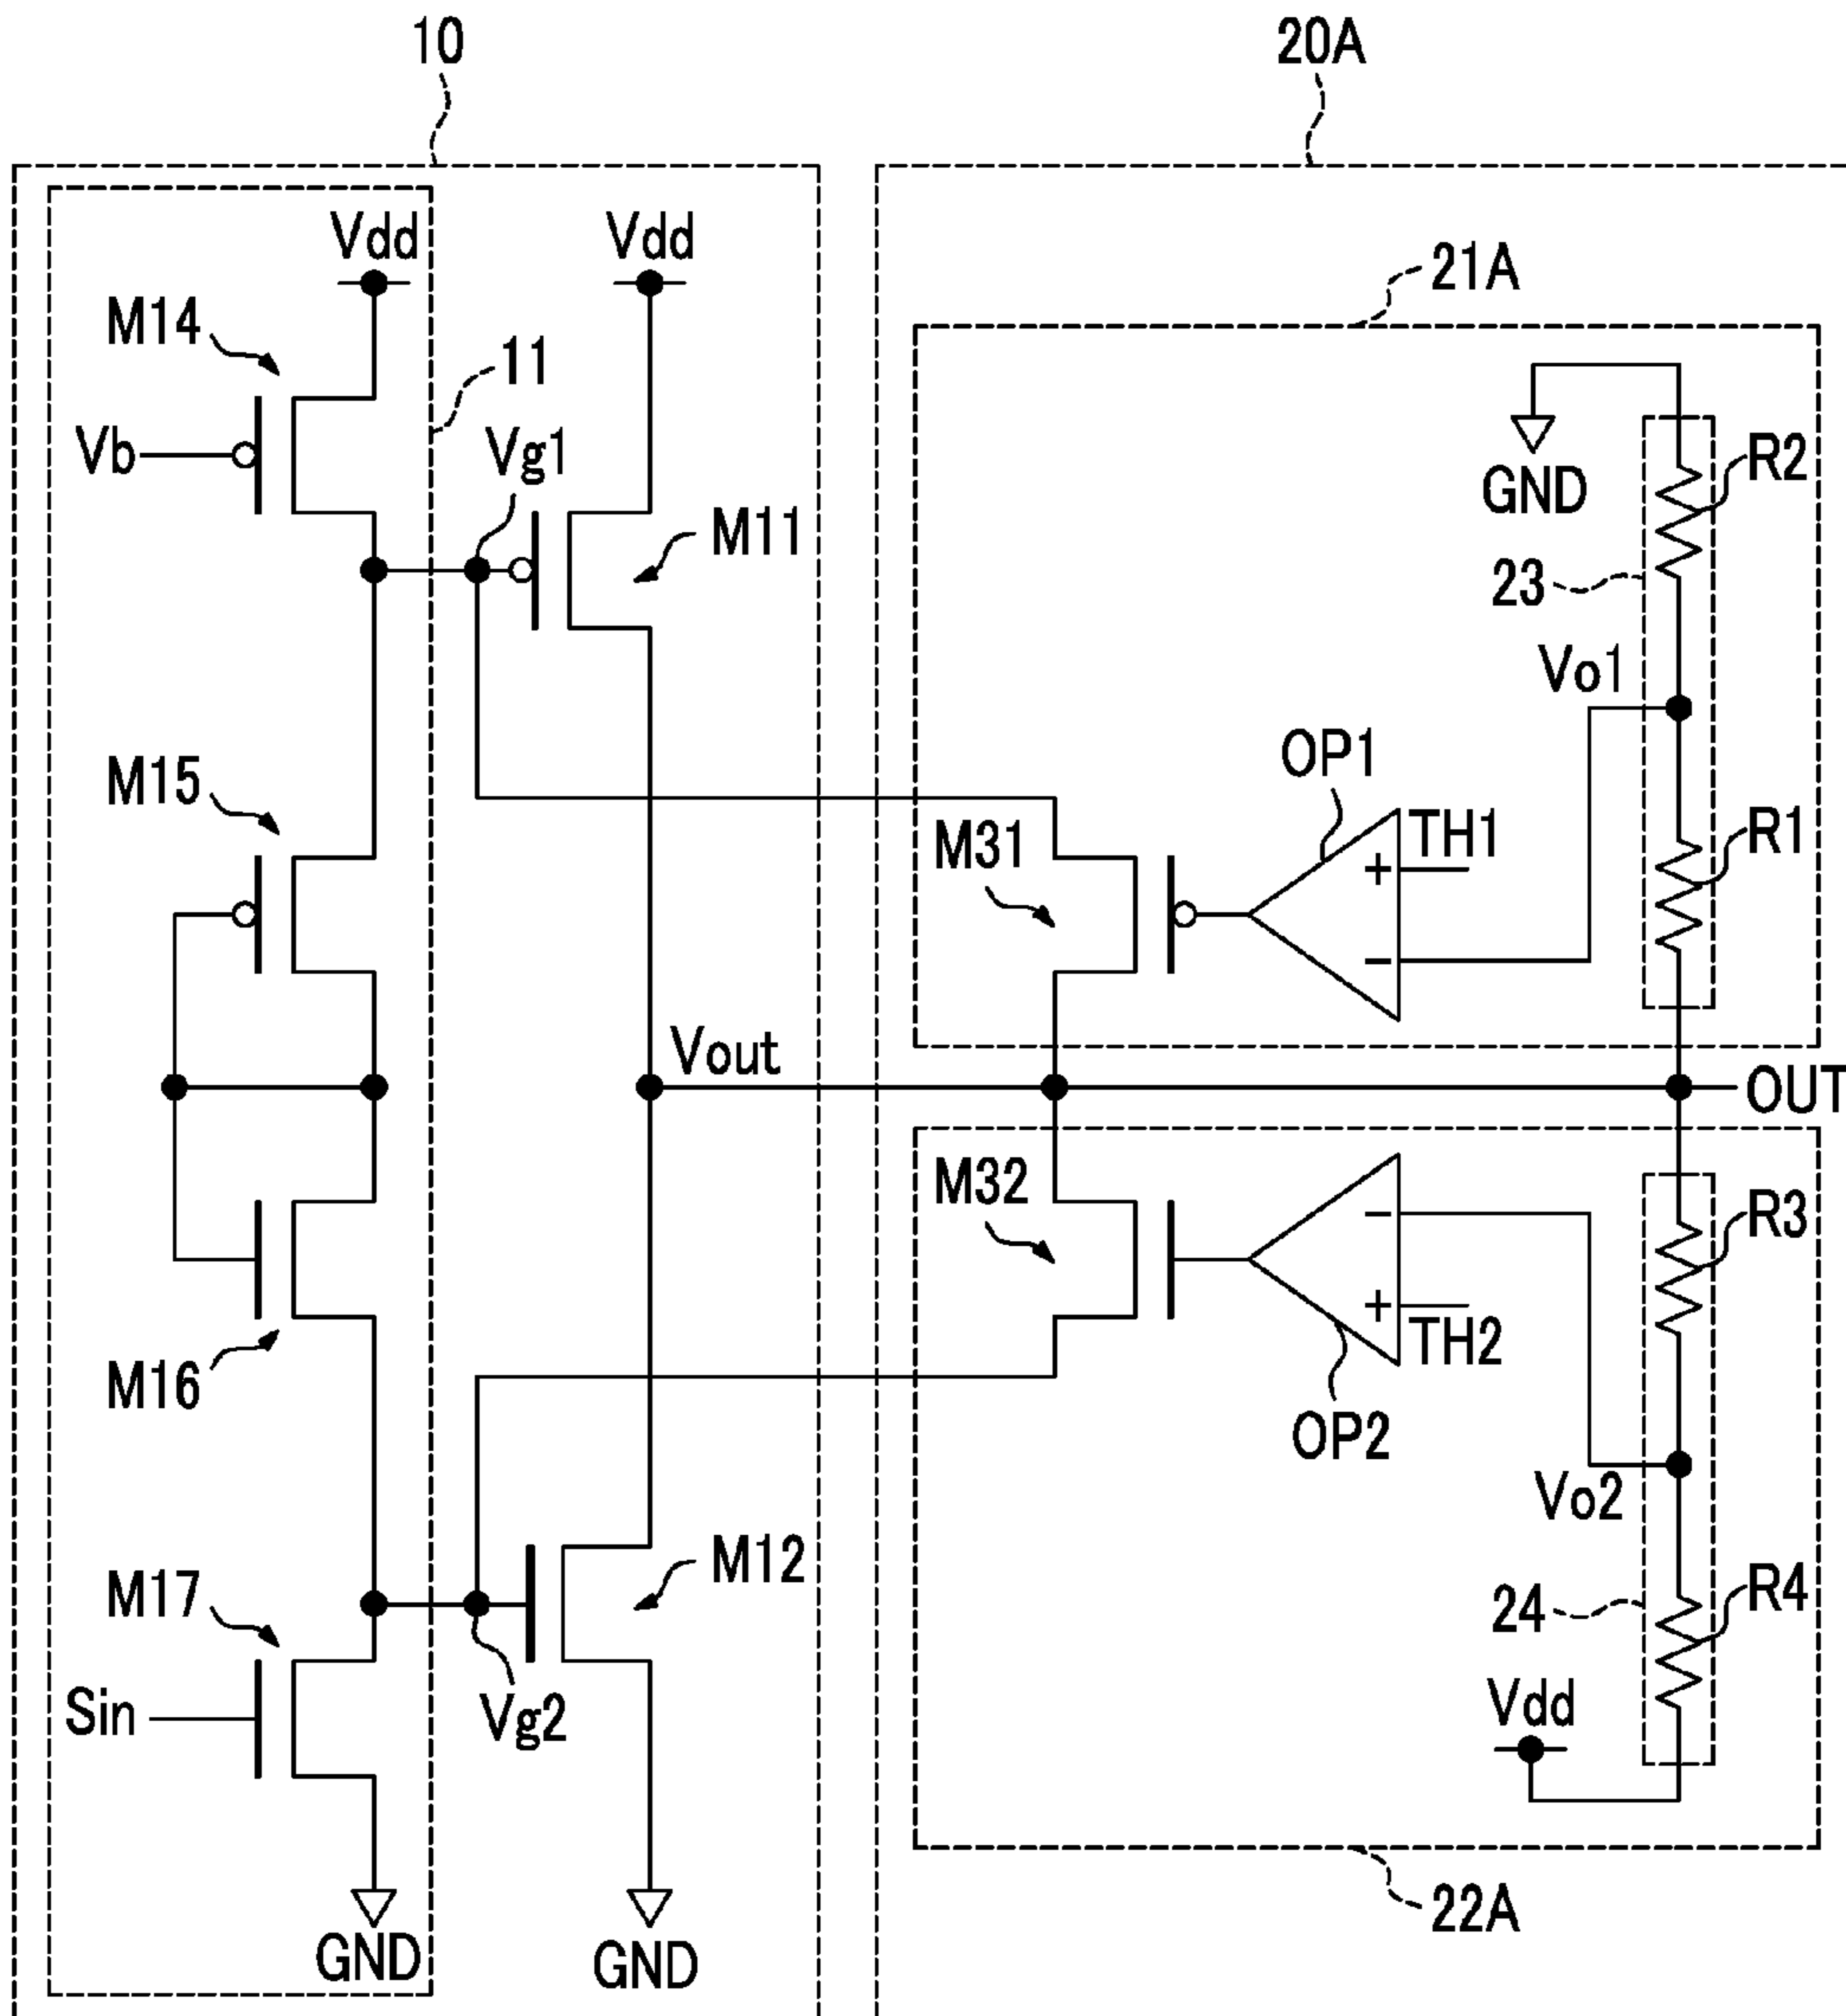 10
20A
Vdd
Vdd
21A
M14
11
Vb
Vg1
M11
GND
R2
23
Vo1
M15
OP1
TH1
R1
M31
+
−
Vout
OUT
M32
−
R3
+
TH2
M16
OP2
Vo2
M12
M17
24
R4
Sin
Vg2
Vdd
22A
GND
GND